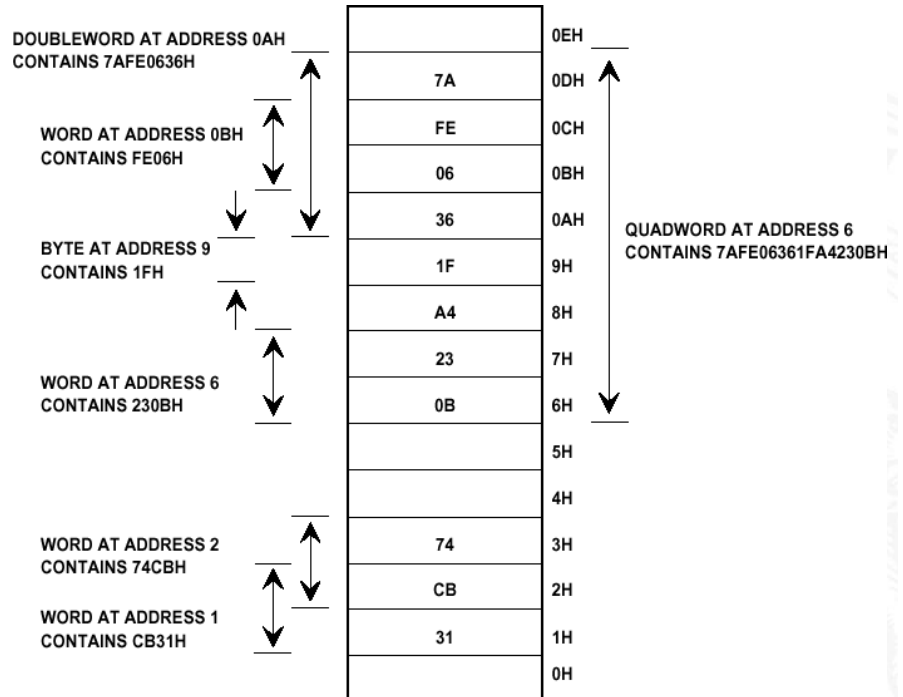 DOUBLEWORD AT ADDRESS 0AH
CONTAINS 7AFE0636H
WORD AT ADDRESS 0BH
CONTAINS FE06H
BYTE AT ADDRESS 9
CONTAINS 1FH
WORD AT ADDRESS 6
CONTAINS 230BH
WORD AT ADDRESS 2
CONTAINS 74CBH
WORD AT ADDRESS 1
CONTAINS CB31H
0EH
7A 0DH
FE 0CH
06 0BH
36 0AH
1F 9H
A4 8H
23 7H
0B 6H
5H
4H
74 3H
CB 2H
31 1H
0H
QUADWORD AT ADDRESS 6
CONTAINS 7AFE06361FA4230BH